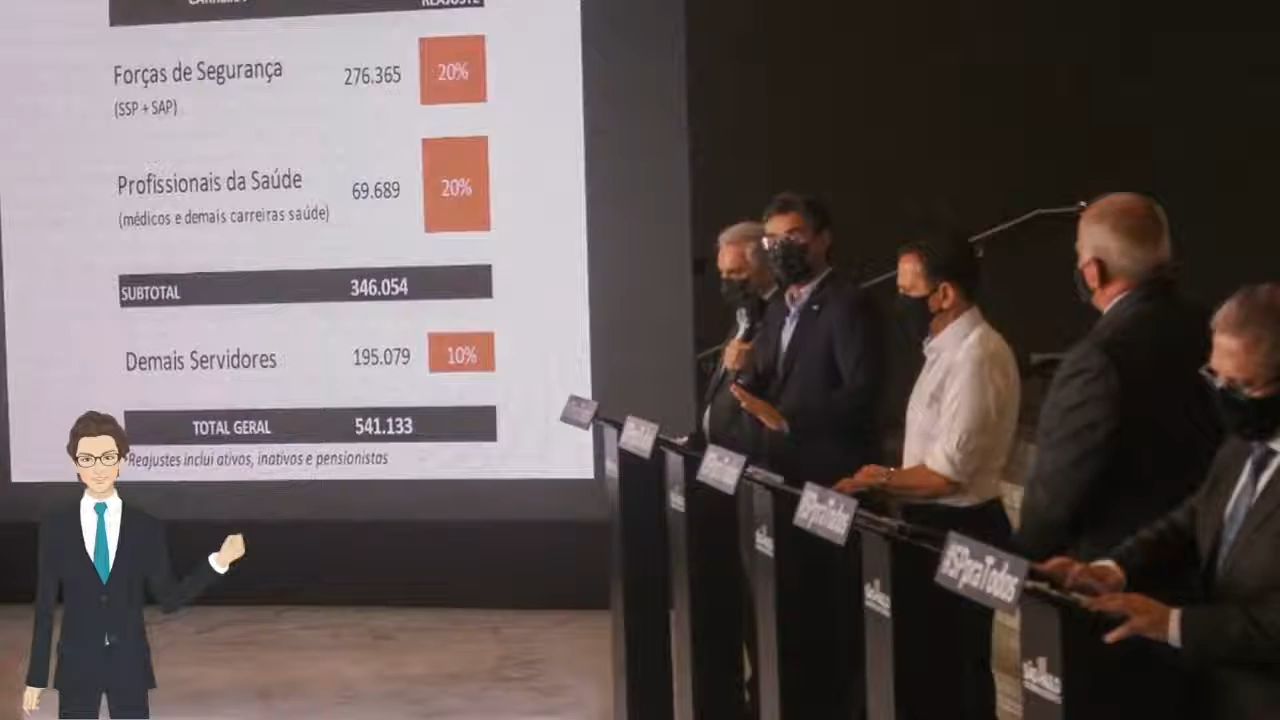 REAJUSTE
Forças de Segurança
276.365
20%
(SSP + SAP)
Profissionais da Saúde
69.689
20%
(médicos e demais carreiras saúde)
SUBTOTAL
346.054
Demais Servidores
195.079
10%
TOTAL GERAL
541.133
*Reajustes inclui ativos, inativos e pensionistas
#SPpraTodos
#SPpraTodos